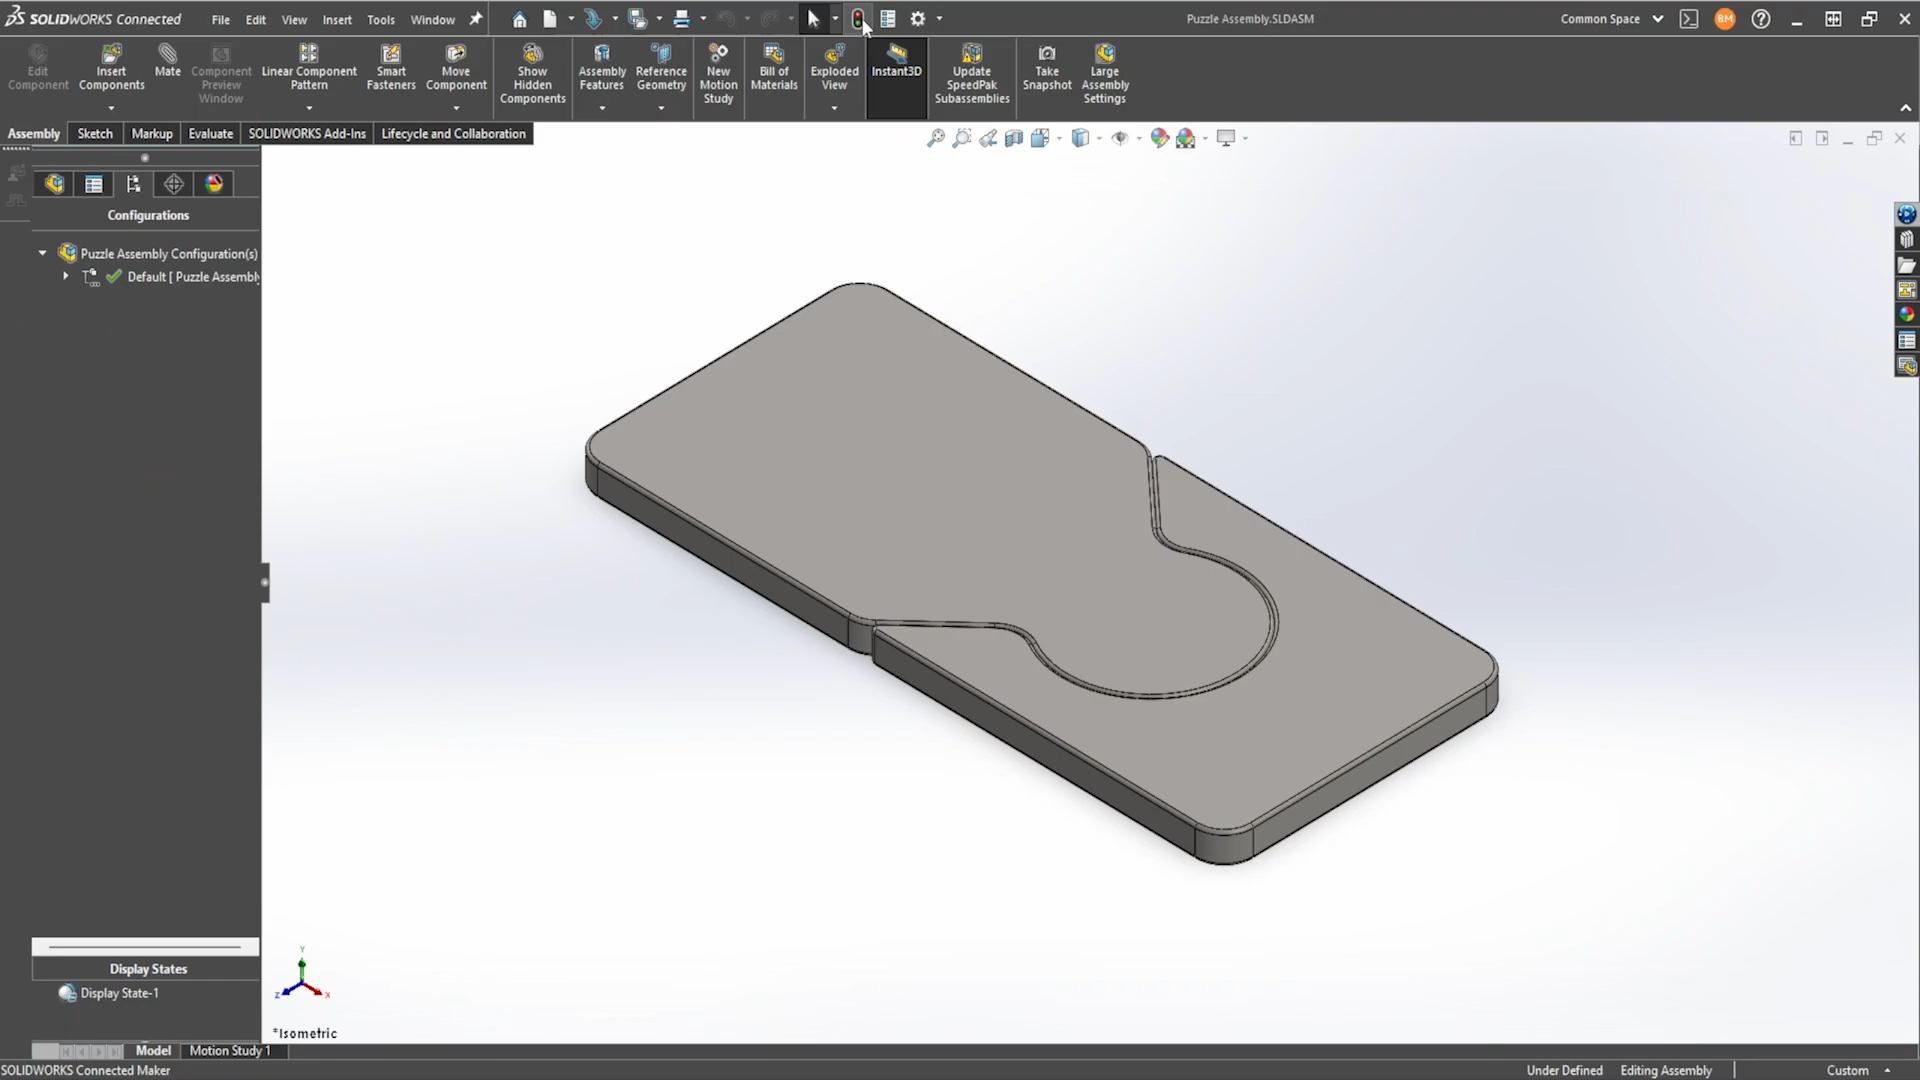 SOLIDWORKS Connected
File Edit View Insert Tools Window
Puzzle Assembly.SLDASM
Common Space
BM
Edit Component
Insert Components
Mate
Component Preview Window
Linear Component Pattern
Smart Fasteners
Move Component
Show Hidden Components
Assembly Features
Reference Geometry
New Motion Study
Bill of Materials
Exploded View
Instant3D
Update SpeedPak Subassemblies
Take Snapshot
Large Assembly Settings
Assembly Sketch Markup Evaluate SOLIDWORKS Add-Ins Lifecycle and Collaboration
Configurations
Puzzle Assembly Configuration(s)
Default [ Puzzle Assembly
Display States
Display State-1
Y
Z X
*Isometric
Model Motion Study 1
SOLIDWORKS Connected Maker
Under Defined Editing Assembly Custom